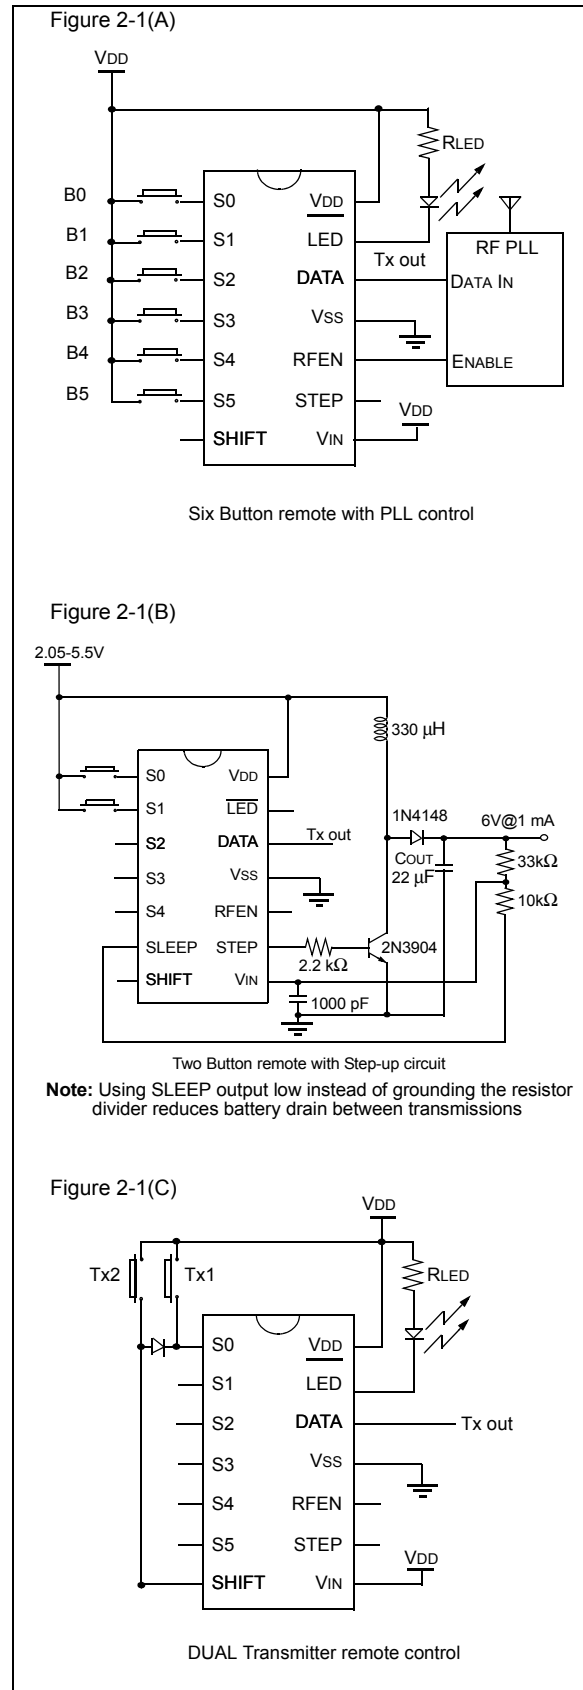 Figure 2-1(A)
VDD
RLED
B0
S0
VDD
B1
S1
LED
RF PLL
Tx out
B2
S2
DATA
DATA IN
B3
S3
VSS
B4
S4
RFEN
ENABLE
B5
S5
STEP
VDD
SHIFT
VIN
Six Button remote with PLL control
Figure 2-1(B)
2.05-5.5V
330 μH
S0
VDD
1N4148
6V@1 mA
S1
LED
S2
DATA
Tx out
COUT
22 μF
33kΩ
S3
VSS
10kΩ
S4
RFEN
SLEEP
STEP
2N3904
2.2 kΩ
SHIFT
VIN
1000 pF
Two Button remote with Step-up circuit
Note: Using SLEEP output low instead of grounding the resistor
divider reduces battery drain between transmissions
Figure 2-1(C)
VDD
Tx2
Tx1
RLED
S0
VDD
S1
LED
S2
DATA
Tx out
S3
VSS
S4
RFEN
S5
STEP
VDD
SHIFT
VIN
DUAL Transmitter remote control